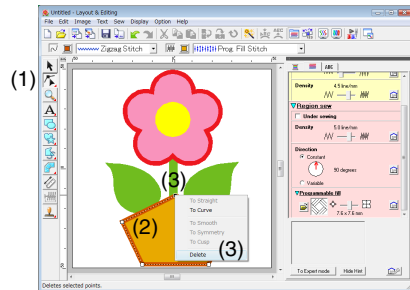 Untitled - Layout & Editing
File Edit Image Text Sew Display Option Help
Zigzag Stitch Prog. Fill Stitch
(1)
A
ABC
Density 4.5 line/mm
Region sew
Under sewing
Density 5.0 line/mm
Direction
Constant
90 degrees
Variable
Programmable fill
7.6 x 7.6 mm
(3)
(2)
To Straight
To Curve
To Smooth
To Symmetry
To Cusp
Delete (3)
To Expert mode Hide Hint
Deletes selected points.